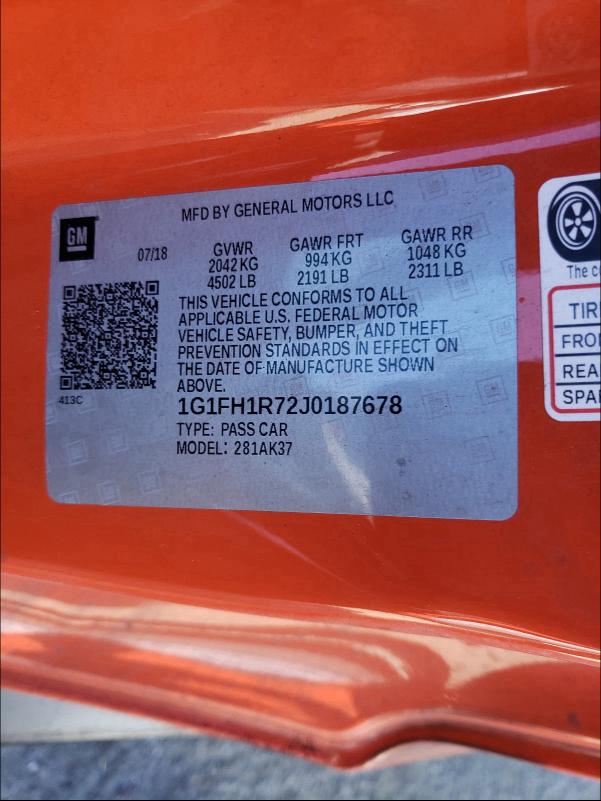 MFD BY GENERAL MOTORS LLC
GM
07/18
GVWR GAWR FRT GAWR RR
2042 KG 994 KG 1048 KG
4502 LB 2191 LB 2311 LB
THIS VEHICLE CONFORMS TO ALL
APPLICABLE U.S. FEDERAL MOTOR
VEHICLE SAFETY, BUMPER, AND THEFT
PREVENTION STANDARDS IN EFFECT ON
THE DATE OF MANUFACTURE SHOWN
ABOVE.
413C
1G1FH1R72J0187678
TYPE: PASS CAR
MODEL: 281AK37
The